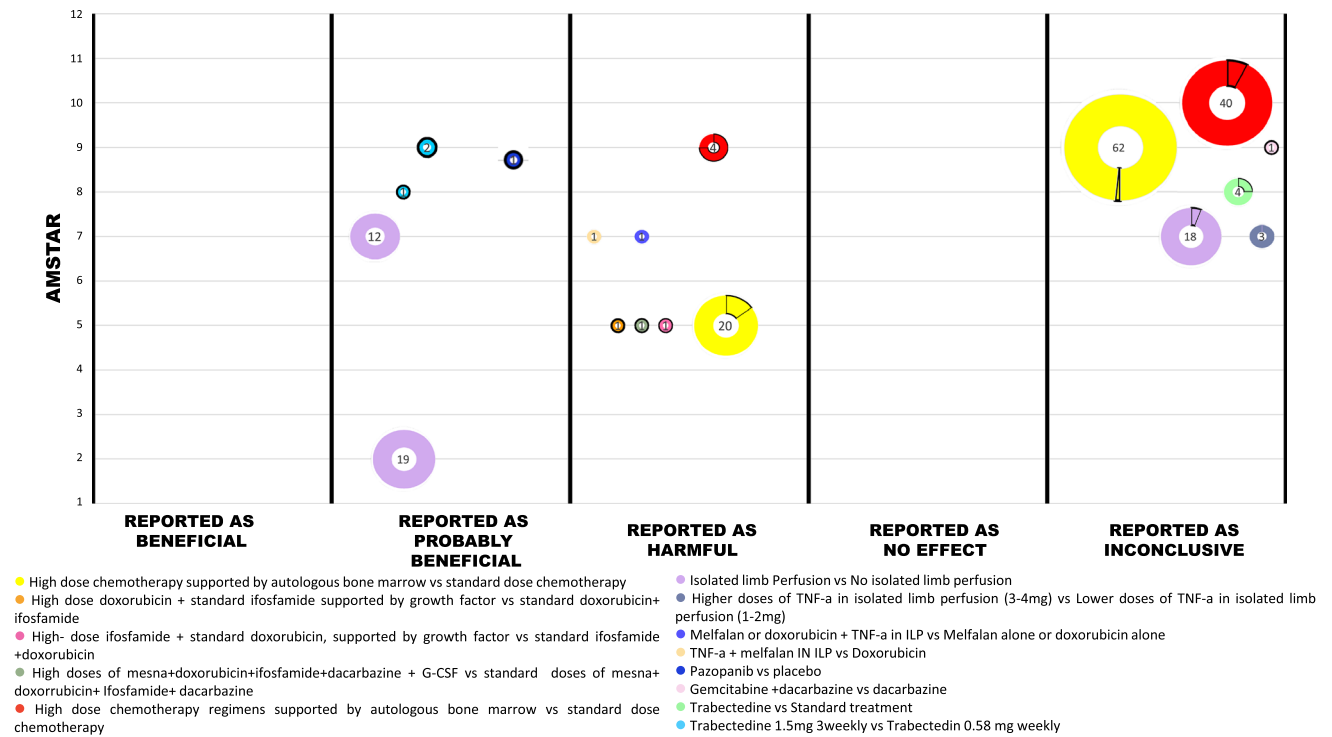 12
11
10
9
8
7
6
5
4
3
2
1
AMSTAR
40
62
2
1
4
1
1
4
12
1
18
3
1
1
1
20
19
REPORTED AS
BENEFICIAL
REPORTED AS
PROBABLY
BENEFICIAL
REPORTED AS
HARMFUL
REPORTED AS
NO EFFECT
REPORTED AS
INCONCLUSIVE
High dose chemotherapy supported by autologous bone marrow vs standard dose chemotherapy
High dose doxorubicin + standard ifosfamide supported by growth factor vs standard doxorubicin+
ifosfamide
High- dose ifosfamide + standard doxorubicin, supported by growth factor vs standard ifosfamide
+doxorubicin
High doses of mesna+doxorubicin+ifosfamide+dacarbazine + G-CSF vs standard doses of mesna+
doxorrubicin+ Ifosfamide+ dacarbazine
High dose chemotherapy regimens supported by autologous bone marrow vs standard dose
chemotherapy
Isolated limb Perfusion vs No isolated limb perfusion
Higher doses of TNF-a in isolated limb perfusion (3-4mg) vs Lower doses of TNF-a in isolated limb
perfusion (1-2mg)
Melfalan or doxorubicin + TNF-a in ILP vs Melfalan alone or doxorubicin alone
TNF-a + melfalan IN ILP vs Doxorubicin
Pazopanib vs placebo
Gemcitabine +dacarbazine vs dacarbazine
Trabectedine vs Standard treatment
Trabectedine 1.5mg 3weekly vs Trabectedin 0.58 mg weekly